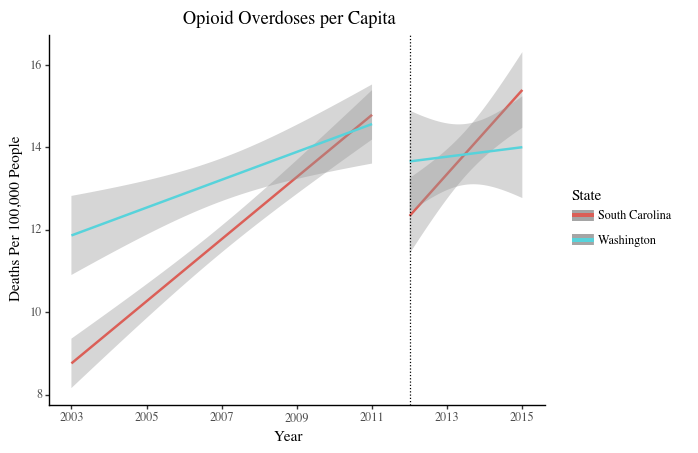 Opioid Overdoses per Capita
Deaths Per 100,000 People
16
14
12
10
8
2003 2005 2007 2009 2011 2013 2015
Year
State
South Carolina
Washington